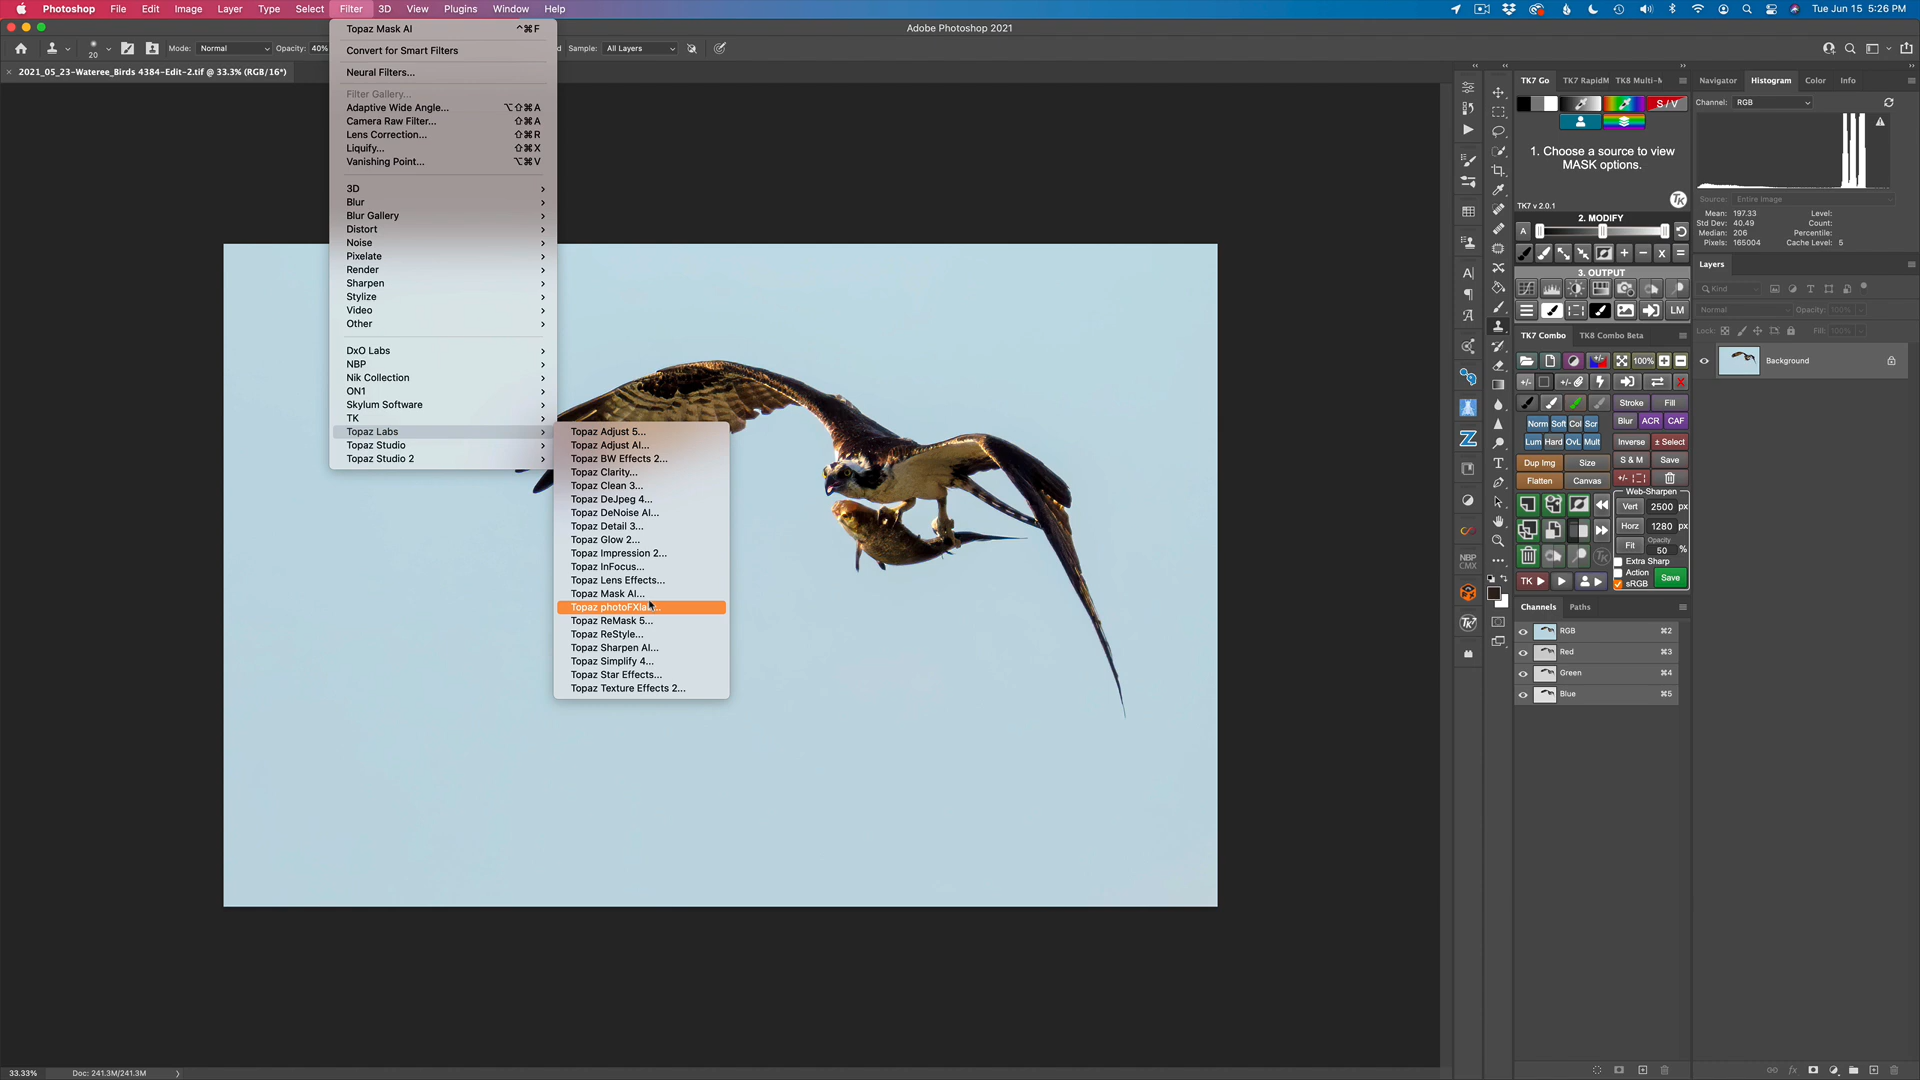 Photoshop File Edit Image Layer Type Select Filter 3D View Plugins Window Help Tue Jun 15 5:26 PM
Adobe Photoshop 2021
20 Mode: Normal Opacity: 40% Sample: All Layers
2021_05_23-Wateree_Birds 4384-Edit-2.tif @ 33.3% (RGB/16*)
Topaz Mask AI ^⌘F
Convert for Smart Filters
Neural Filters...
Filter Gallery...
Adaptive Wide Angle... ⌥⇧⌘A
Camera Raw Filter... ⇧⌘A
Lens Correction... ⇧⌘R
Liquify... ⇧⌘X
Vanishing Point... ⌥⌘V
3D
Blur
Blur Gallery
Distort
Noise
Pixelate
Render
Sharpen
Stylize
Video
Other
DxO Labs
NBP
Nik Collection
ON1
Skylum Software
TK
Topaz Labs
Topaz Studio
Topaz Studio 2
Topaz Adjust 5...
Topaz Adjust AI...
Topaz BW Effects 2...
Topaz Clarity...
Topaz Clean 3...
Topaz DeJpeg 4...
Topaz DeNoise AI...
Topaz Detail 3...
Topaz Glow 2...
Topaz Impression 2...
Topaz InFocus...
Topaz Lens Effects...
Topaz Mask AI...
Topaz
Topaz ReMask 5...
Topaz ReStyle...
Topaz Sharpen AI...
Topaz Simplify 4...
Topaz Star Effects...
Topaz Texture Effects 2...
NBP
CMX
TK
TK7 Go TK7 RapidM TK8 Multi-M
S / V
1. Choose a source to view
MASK options.
TK7 v 2.0.1 TK
2. MODIFY
A
+ − X =
3. OUTPUT
LM
TK7 Combo TK8 Combo Beta
100%
+/- +/- X
Stroke Fill
Norm Soft Col Scr Blur ACR CAF
Lum Hard OvL Mult Inverse ± Select
Dup Img Size S & M Save
Flatten Canvas +/-
Web-Sharpen
Vert 2500 px
Horz 1280 px
Fit Opacity
50 %
Extra Sharp
Action
sRGB Save
TK
Channels Paths
RGB ⌘2
Red ⌘3
Green ⌘4
Blue ⌘5
Navigator Histogram Color Info
Channel: RGB
Source: Entire Image
Mean: 197.33 Level:
Std Dev: 40.49 Count:
Median: 206 Percentile:
Pixels: 165004 Cache Level: 5
Layers
Kind
Normal Opacity: 100%
Lock: Fill: 100%
Background
fx
33.33% Doc: 241.3M/241.3M